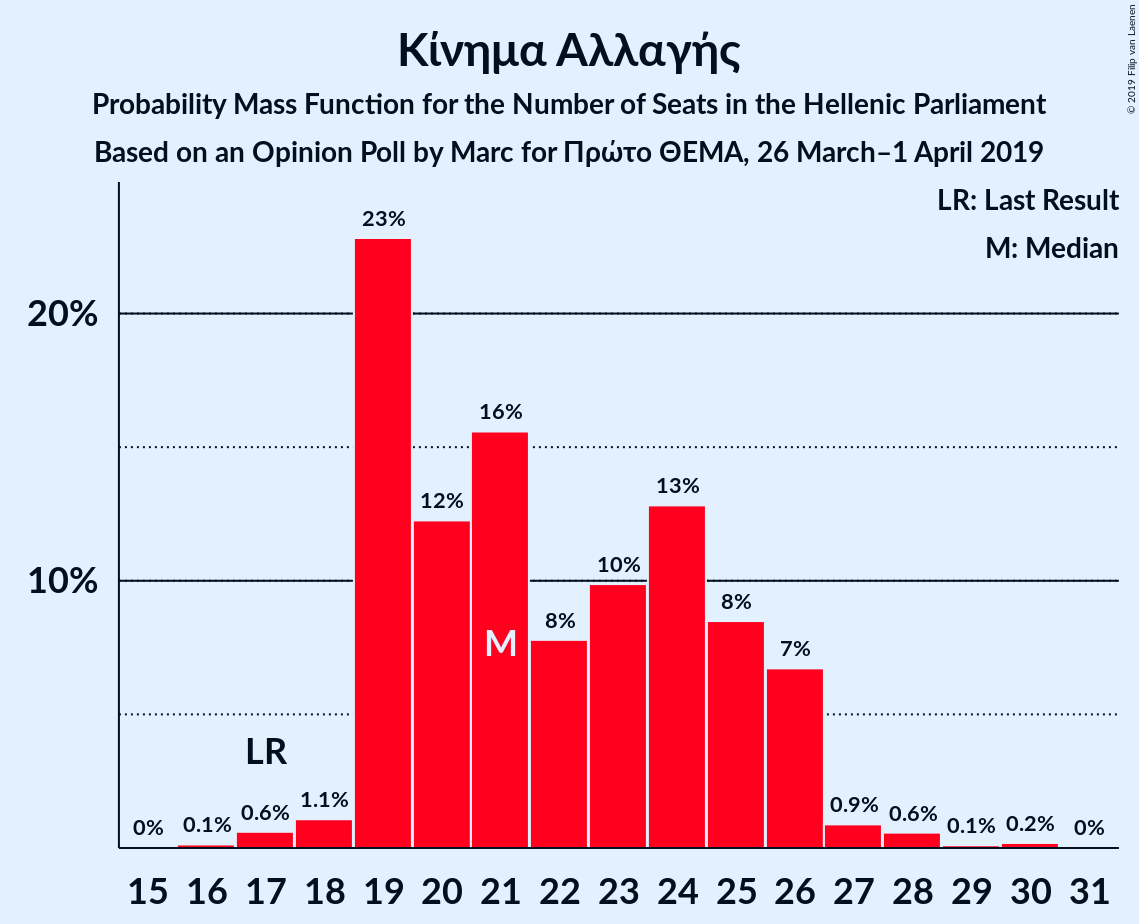 Κίνημα Αλλαγής
Probability Mass Function for the Number of Seats in the Hellenic Parliament
Based on an Opinion Poll by Marc for Πρώτο ΘΕΜΑ, 26 March–1 April 2019
© 2019 Filip van Laenen
LR: Last Result
M: Median
20%
10%
0%
0.1%
0.6%
1.1%
23%
12%
16%
8%
10%
13%
8%
7%
0.9%
0.6%
0.1%
0.2%
0%
LR
M
15 16 17 18 19 20 21 22 23 24 25 26 27 28 29 30 31